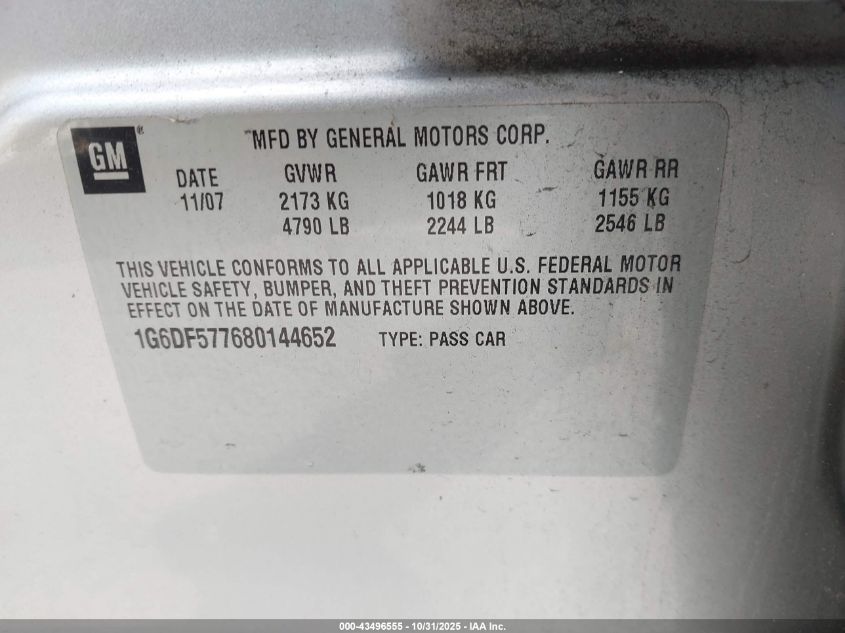 GM®
MFD BY GENERAL MOTORS CORP.
DATE GVWR GAWR FRT GAWR RR
11/07 2173 KG 1018 KG 1155 KG
4790 LB 2244 LB 2546 LB
THIS VEHICLE CONFORMS TO ALL APPLICABLE U.S. FEDERAL MOTOR
VEHICLE SAFETY, BUMPER, AND THEFT PREVENTION STANDARDS IN
EFFECT ON THE DATE OF MANUFACTURE SHOWN ABOVE.
1G6DF577680144652 TYPE: PASS CAR
000-43496555 - 10/31/2025 - IAA Inc.